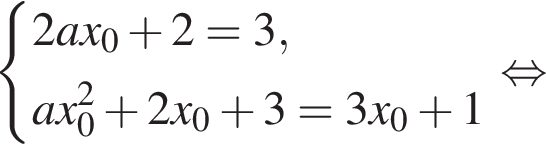 { 2ax₀ + 2 = 3,
ax₀² + 2x₀ + 3 = 3x₀ + 1 ⇔